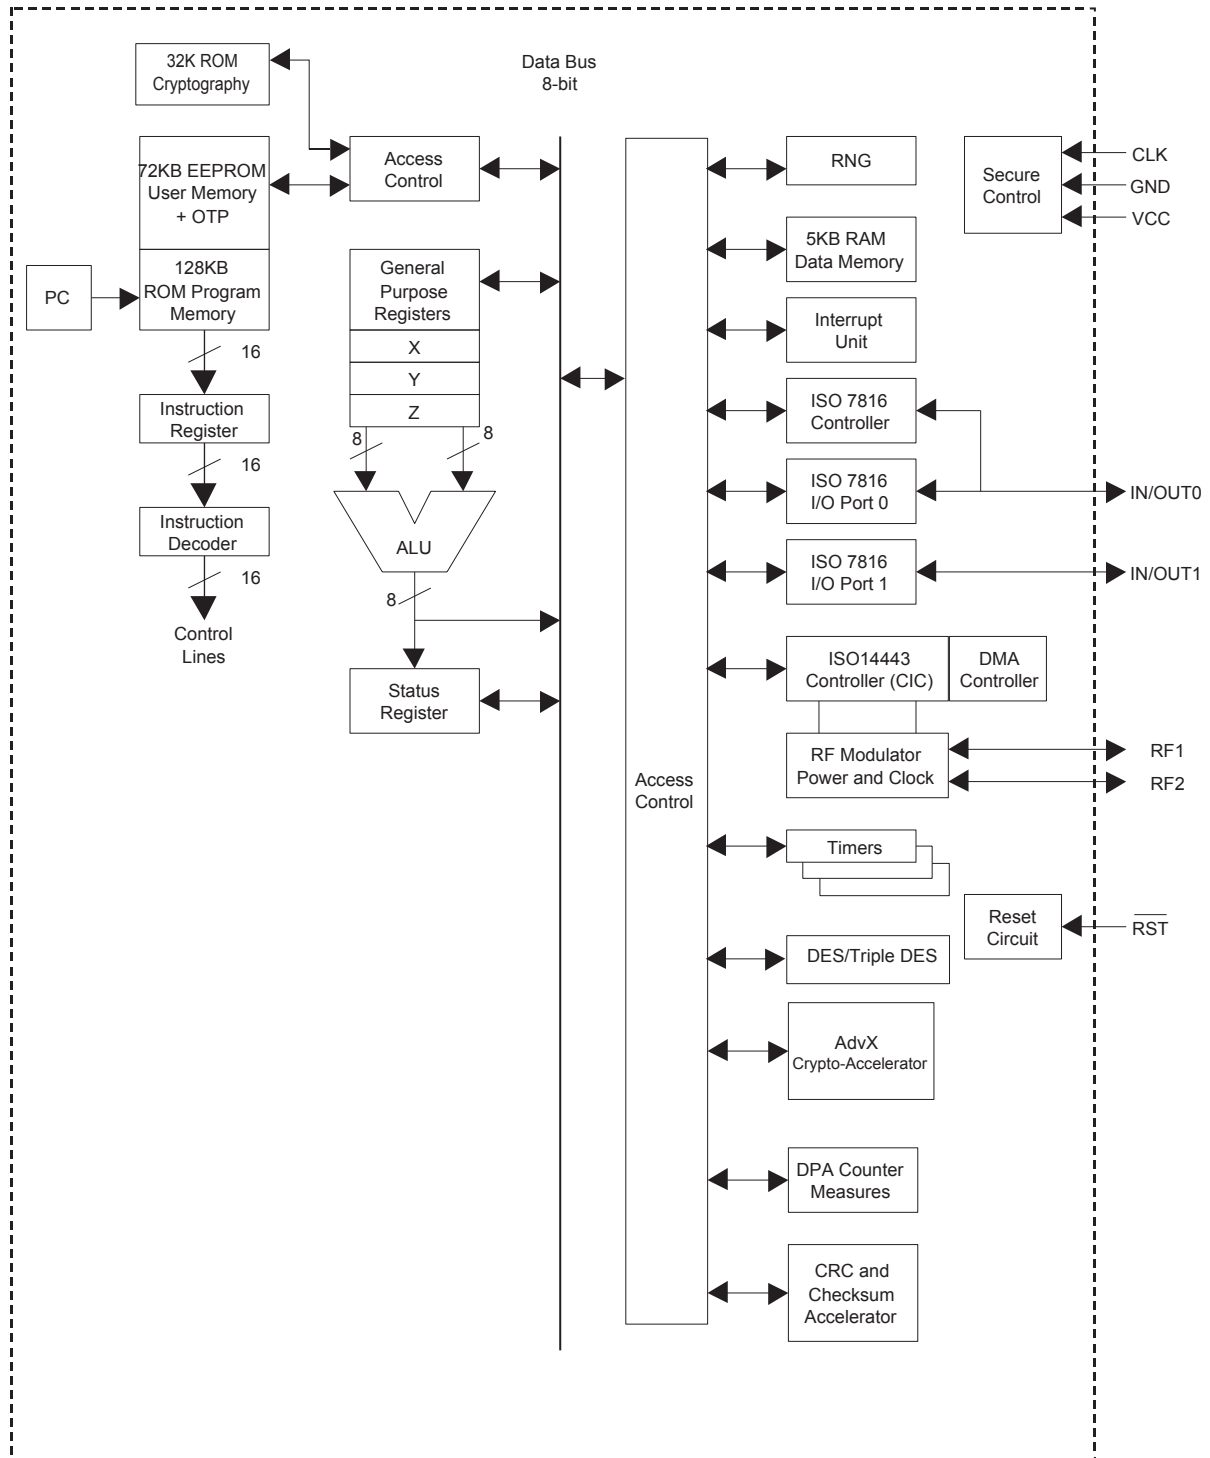 32K ROM
Cryptography
Data Bus
8-bit
72KB EEPROM
User Memory
+ OTP
Access
Control
RNG
Secure
Control
CLK
GND
VCC
5KB RAM
Data Memory
PC
128KB
ROM Program
Memory
General
Purpose
Registers
X
Y
Z
Interrupt
Unit
16
Instruction
Register
ISO 7816
Controller
8
8
16
ISO 7816
I/O Port 0
IN/OUT0
Instruction
Decoder
ALU
ISO 7816
I/O Port 1
IN/OUT1
16
8
Control
Lines
Status
Register
ISO14443
Controller (CIC)
DMA
Controller
RF Modulator
Power and Clock
RF1
RF2
Access
Control
Timers
Reset
Circuit
RST
DES/Triple DES
AdvX
Crypto-Accelerator
DPA Counter
Measures
CRC and
Checksum
Accelerator